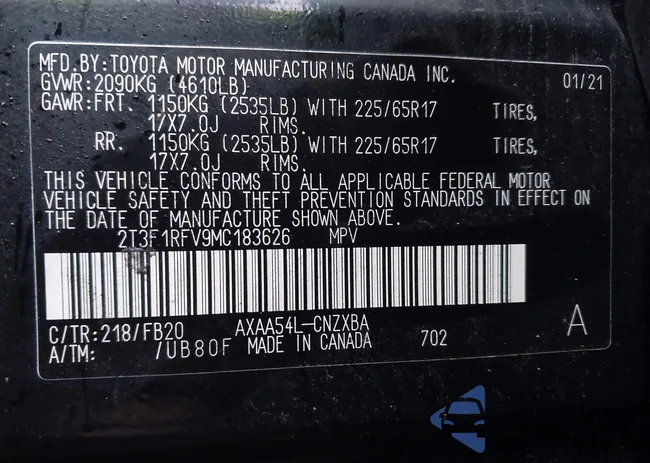 MFD.BY:TOYOTA MOTOR MANUFACTURING CANADA INC. 01/21
GVWR:2090KG (4610LB)
GAWR:FRT. 1150KG (2535LB) WITH 225/65R17 TIRES,
17X7.0J RIMS.
RR. 1150KG (2535LB) WITH 225/65R17 TIRES,
17X7.0J RIMS.
THIS VEHICLE CONFORMS TO ALL APPLICABLE FEDERAL MOTOR
VEHICLE SAFETY AND THEFT PREVENTION STANDARDS IN EFFECT ON
THE DATE OF MANUFACTURE SHOWN ABOVE.
2T3F1RFV9MC183626 MPV
C/TR:218/FB20 AXAA54L-CNZXBA A
A/TM: /UB80F MADE IN CANADA 702